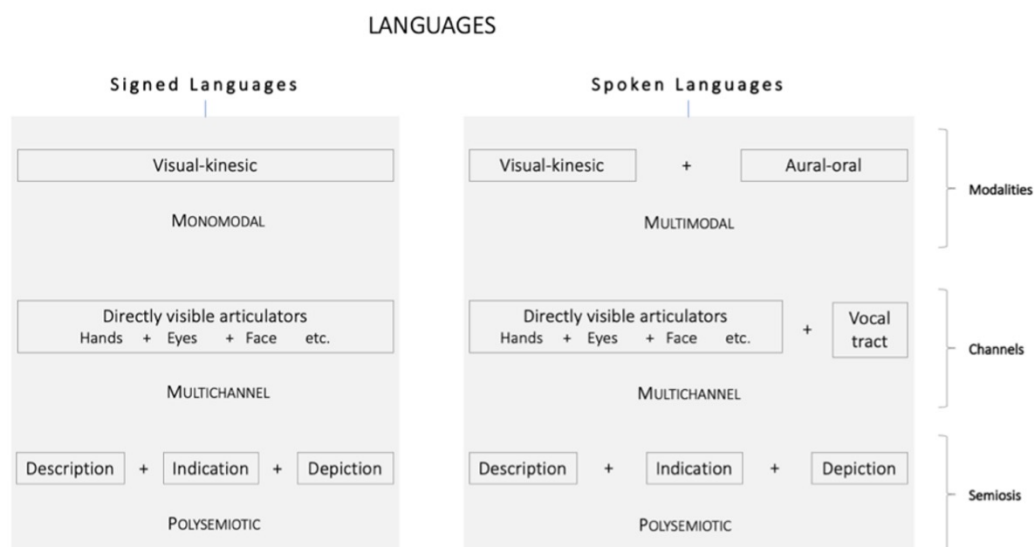 LANGUAGES
Signed Languages
Spoken Languages
Visual-kinesic
Visual-kinesic + Aural-oral
Modalities
MONOMODAL
MULTIMODAL
Directly visible articulators
Hands + Eyes + Face etc.
Directly visible articulators
Hands + Eyes + Face etc.
+ Vocal
tract
Channels
MULTICHANNEL
MULTICHANNEL
Description + Indication + Depiction
Description + Indication + Depiction
Semiosis
POLYSEMIOTIC
POLYSEMIOTIC